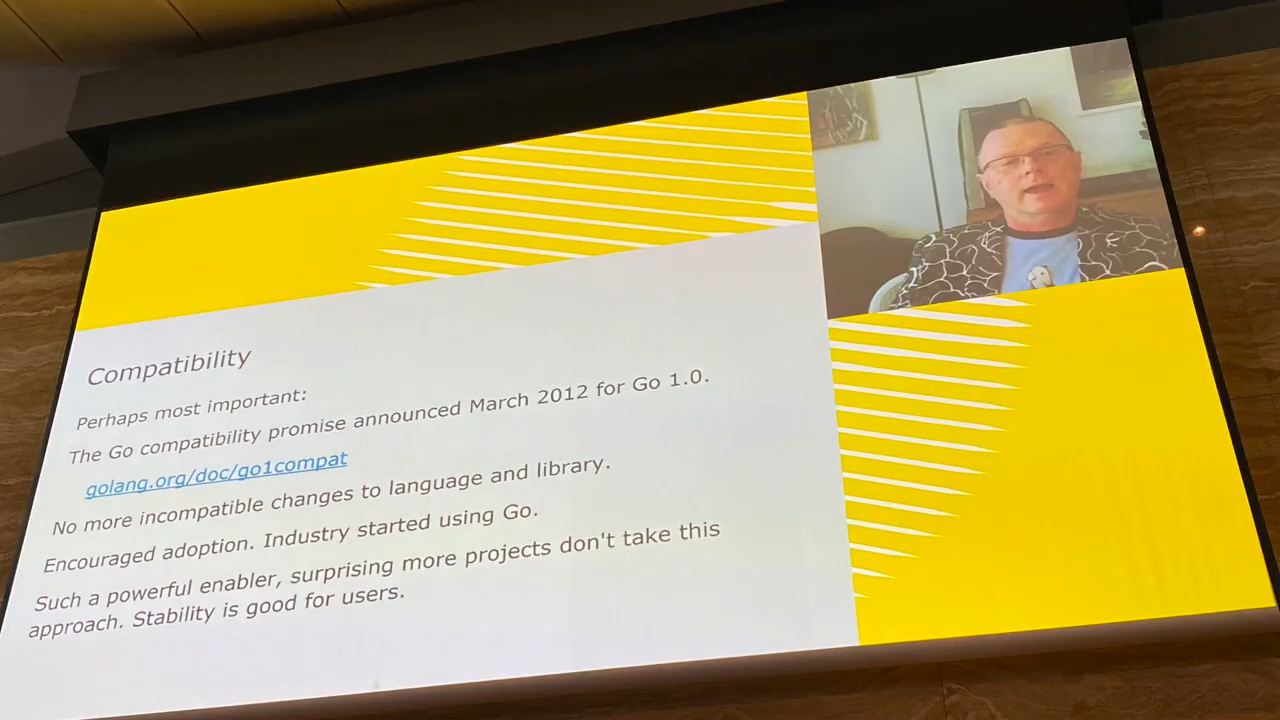 Compatibility
Perhaps most important:
The Go compatibility promise announced March 2012 for Go 1.0.
golang.org/doc/go1compat
No more incompatible changes to language and library.
Encouraged adoption. Industry started using Go.
Such a powerful enabler, surprising more projects don't take this
approach. Stability is good for users.